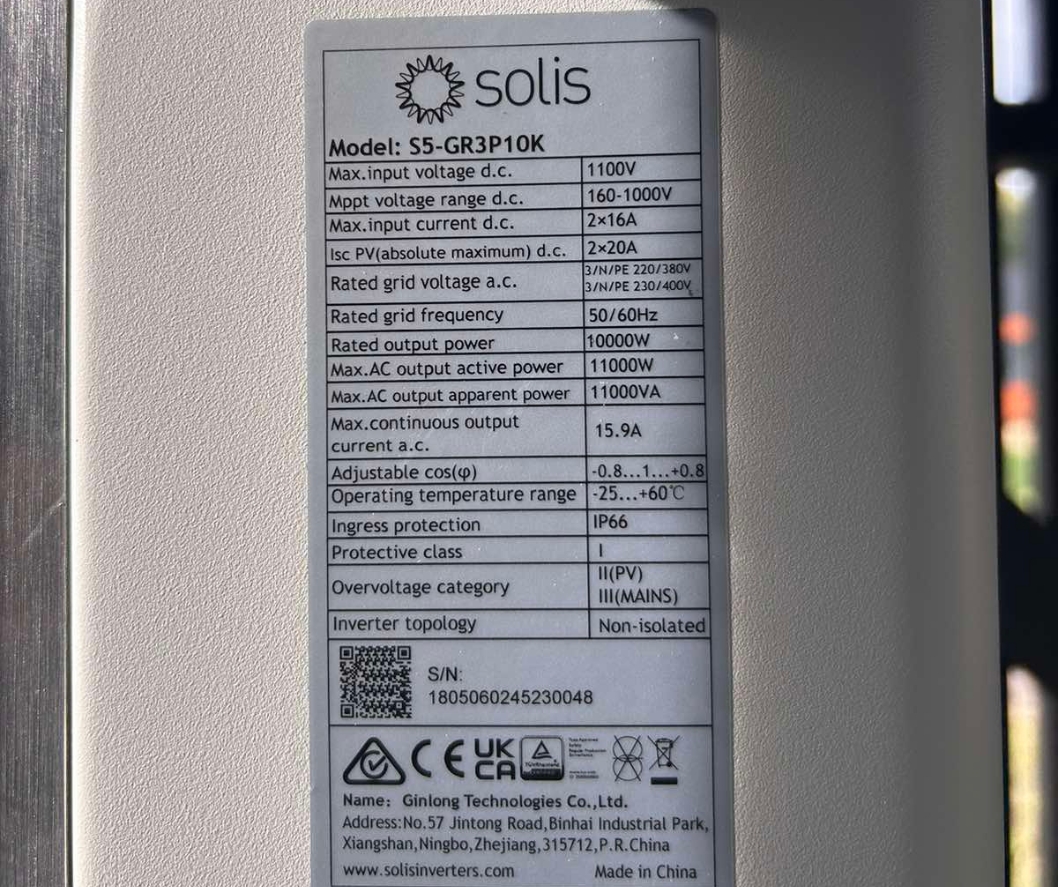 solis
Model: S5-GR3P10K
Max.input voltage d.c. 1100V
Mppt voltage range d.c. 160-1000V
Max.input current d.c. 2×16A
Isc PV(absolute maximum) d.c. 2×20A
Rated grid voltage a.c. 3/N/PE 220/380V
3/N/PE 230/400V
Rated grid frequency 50/60Hz
Rated output power 10000W
Max.AC output active power 11000W
Max.AC output apparent power 11000VA
Max.continuous output
current a.c. 15.9A
Adjustable cos(φ) -0.8...1...+0.8
Operating temperature range -25...+60℃
Ingress protection IP66
Protective class I
Overvoltage category II(PV)
III(MAINS)
Inverter topology Non-isolated
S/N:
1805060245230048
CE UK
CA
Name: Ginlong Technologies Co.,Ltd.
Address:No.57 Jintong Road,Binhai Industrial Park,
Xiangshan,Ningbo,Zhejiang,315712,P.R.China
www.solisinverters.com Made in China